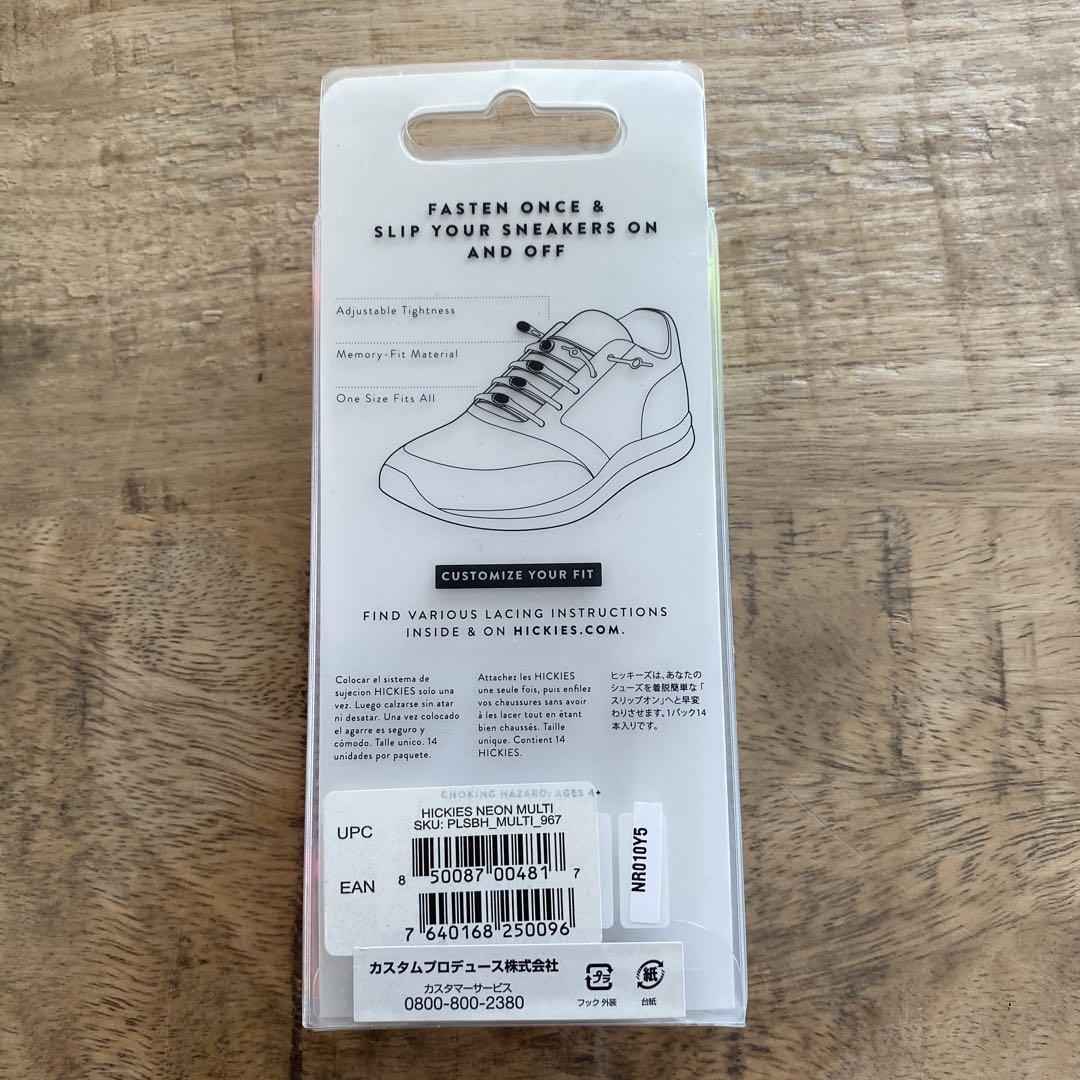 FASTEN ONCE &
SLIP YOUR SNEAKERS ON
AND OFF
Adjustable Tightness
Memory-Fit Material
One Size Fits All
CUSTOMIZE YOUR FIT
FIND VARIOUS LACING INSTRUCTIONS
INSIDE & ON HICKIES.COM.
Colocar el sistema de
sujecion HICKIES solo una
vez. Luego calzarse sin atar
ni desatar. Una vez colocado
el agarre es seguro y
cómodo. Talle unico. 14
unidades por paquete.
Attachez les HICKIES
une seule fois, puis enfilez
vos chaussures sans avoir
à les lacer tout en étant
bien chaussés. Taille
unique. Contient 14
HICKIES.
ヒッキーズは、あなたの
シューズを着脱簡単な「
スリップオン」へと早変
わりさせます。1パック14
本入りです。
CHOKING HAZARD: AGES 4+
HICKIES NEON MULTI
SKU: PLSBH_MULTI_967
UPC
8 50087 00481 7
EAN
7 640168 250096
NR010Y5
カスタムプロデュース株式会社
カスタマーサービス
0800-800-2380
プラ
フック 外装
紙
台紙